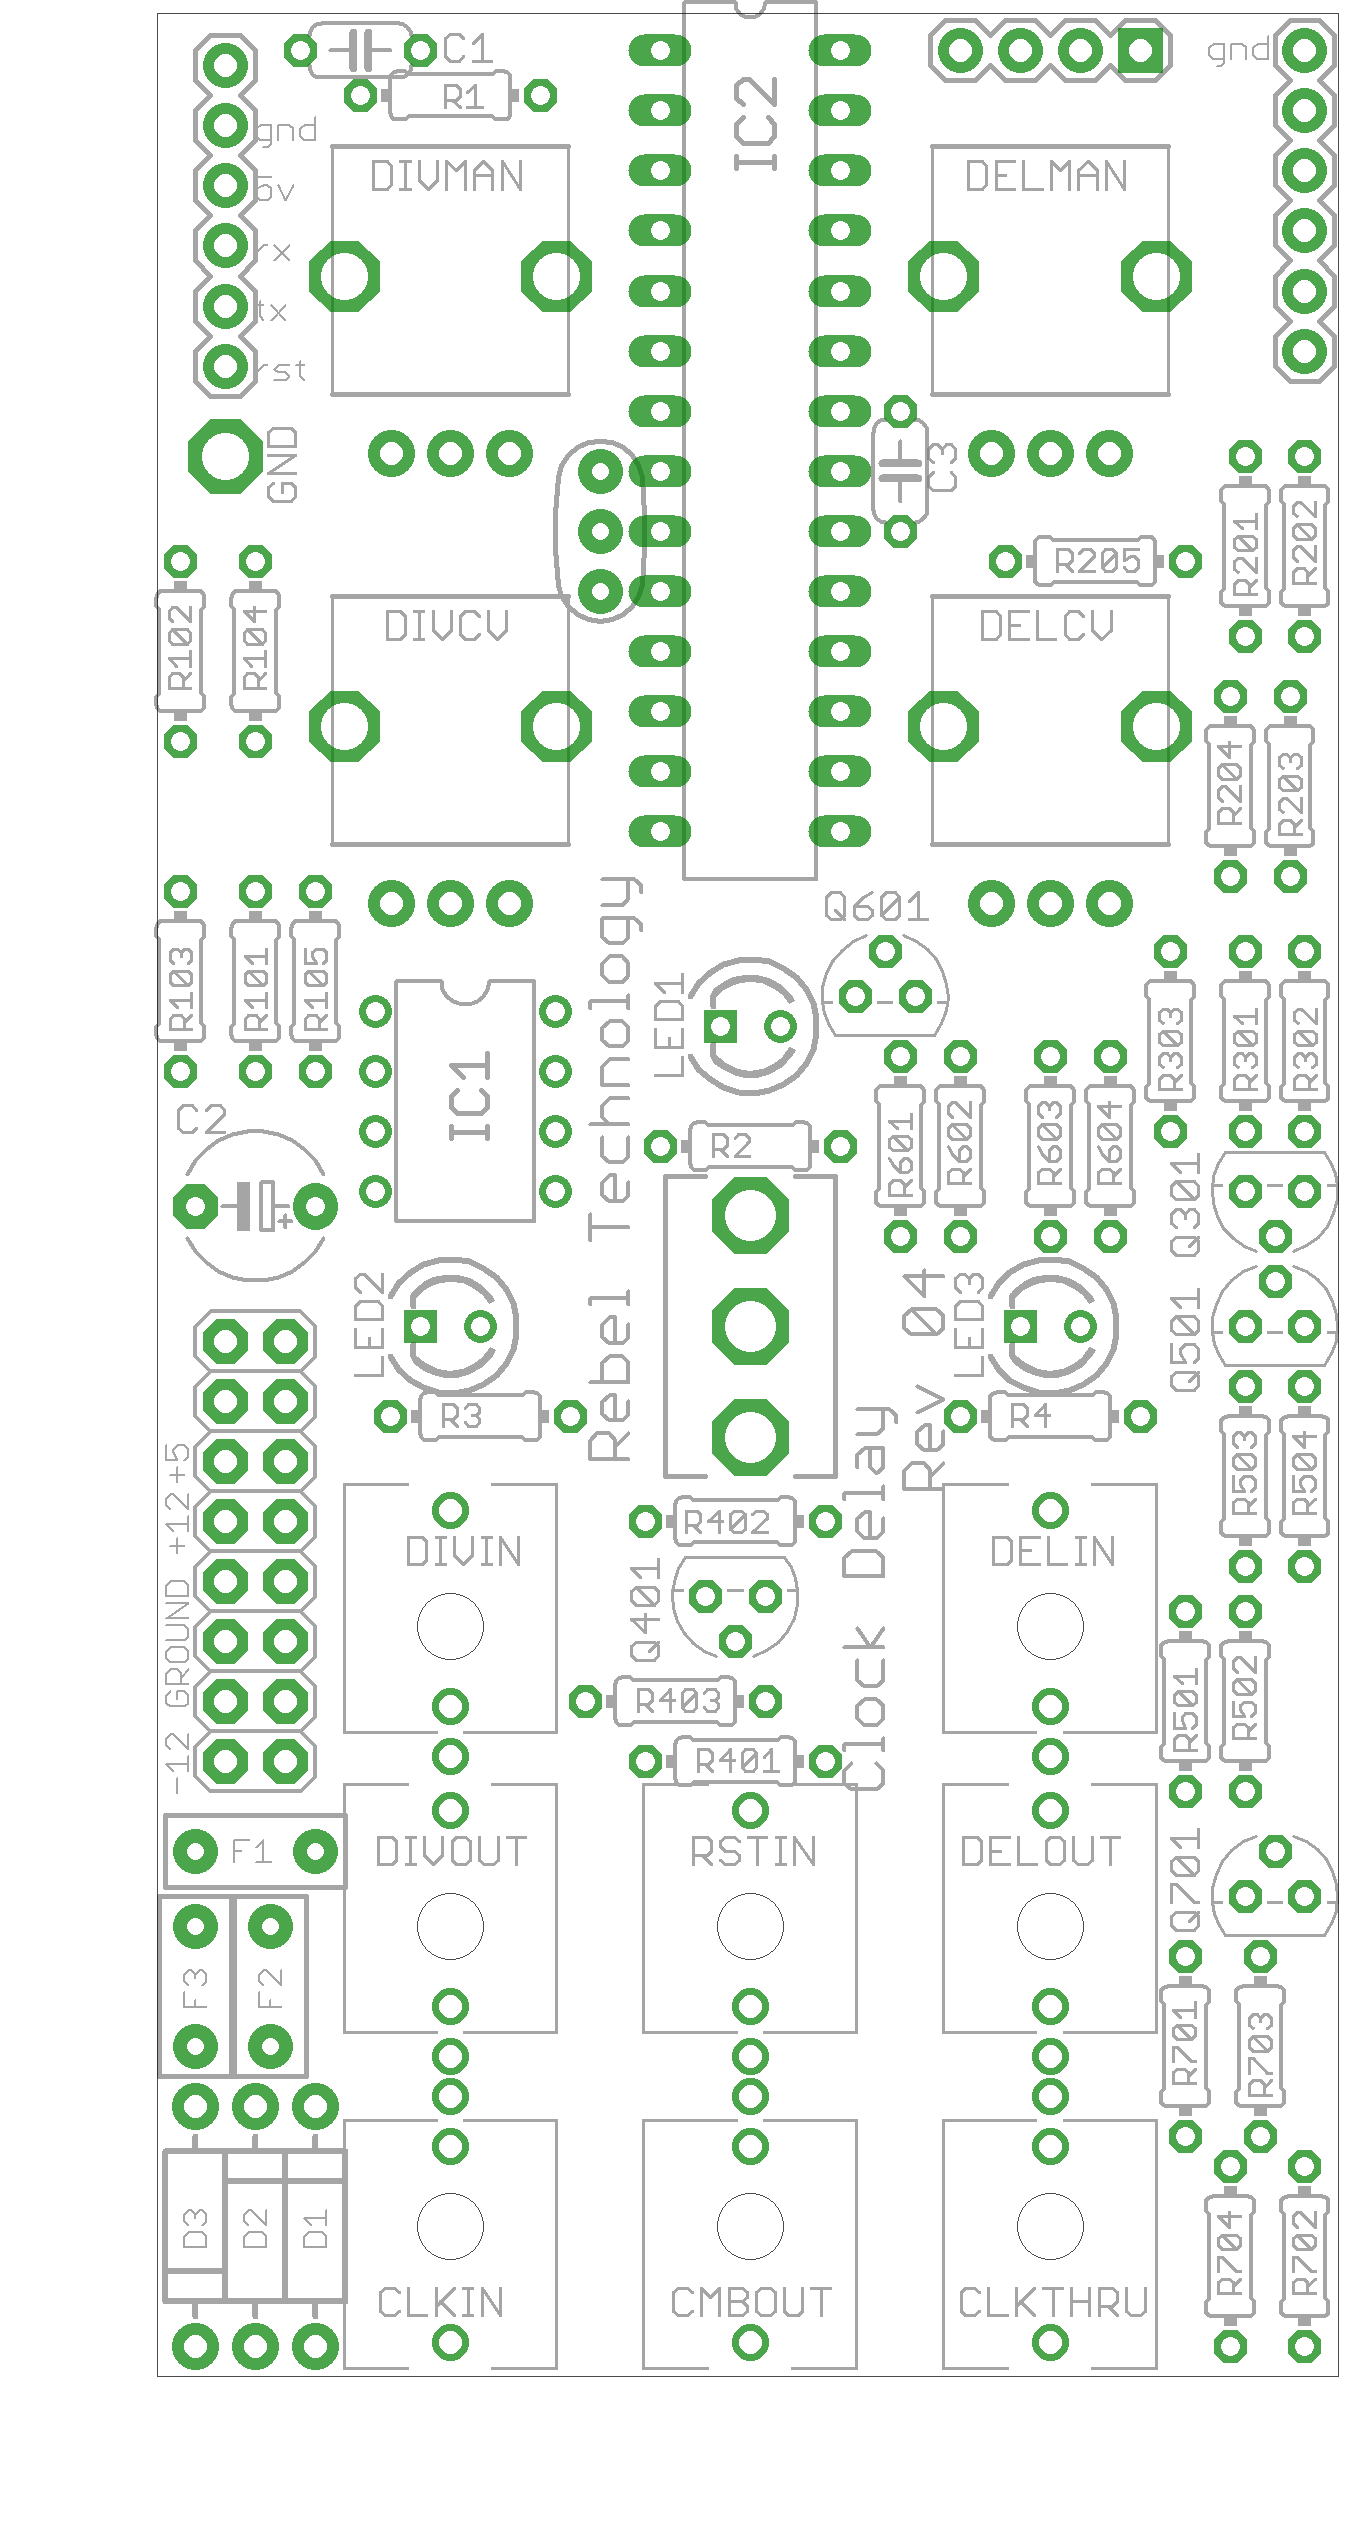 C1
gnd
R1
IC2
gnd
DIVMAN
DELMAN
5v
rx
tx
rst
GND
C3
R201
R202
R205
R102
R104
DIVCV
DELCV
R204
R203
Q601
R103
R101
R105
LED1
R303
R301
R302
IC1
C2
R2
R601
R602
R603
R604
Q301
Rebel Technology
LED2
LED3
Q501
R3
R4
Clock Delay
Rev 04
R503
R504
+12+5
GROUND
-12
R402
DIVIN
DELIN
Q401
R403
R501
R502
R401
F1
DIVOUT
RSTIN
DELOUT
Q701
F3
F2
R701
R703
D3
D2
D1
R704
R702
CLKIN
CMBOUT
CLKTHRU